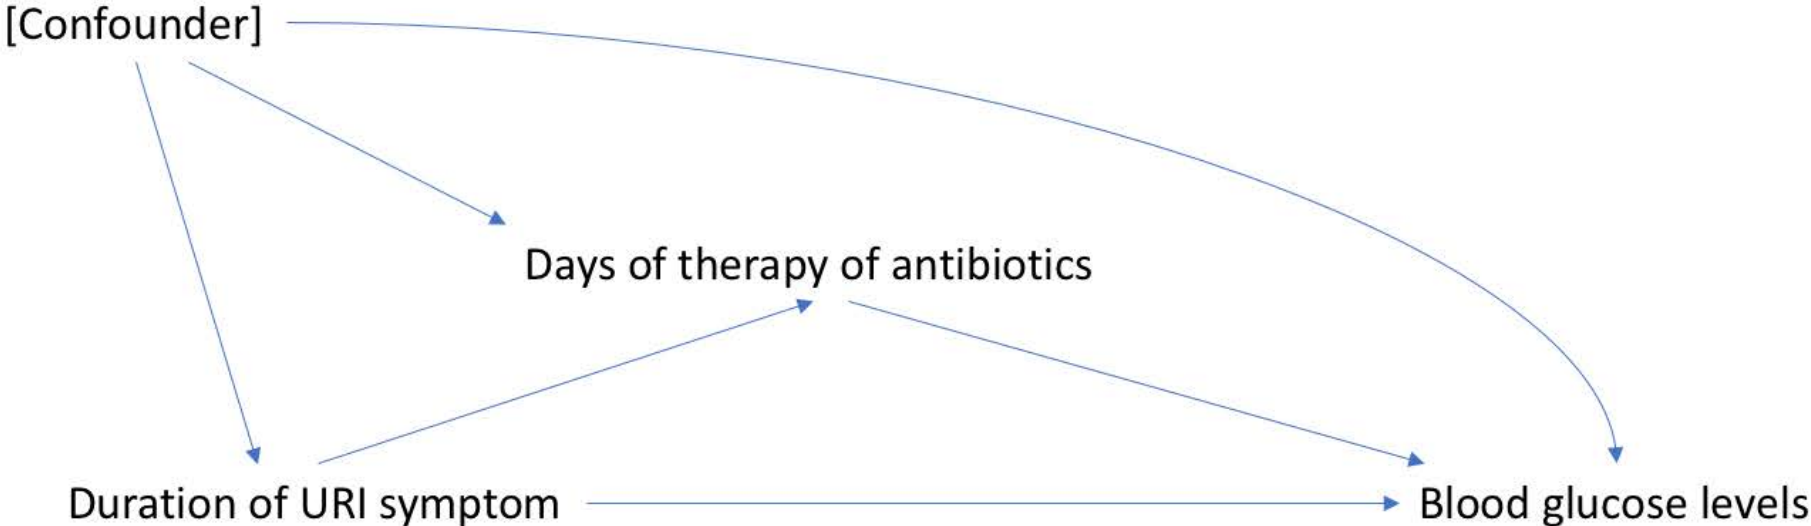 [Confounder]
Days of therapy of antibiotics
Duration of URI symptom
Blood glucose levels